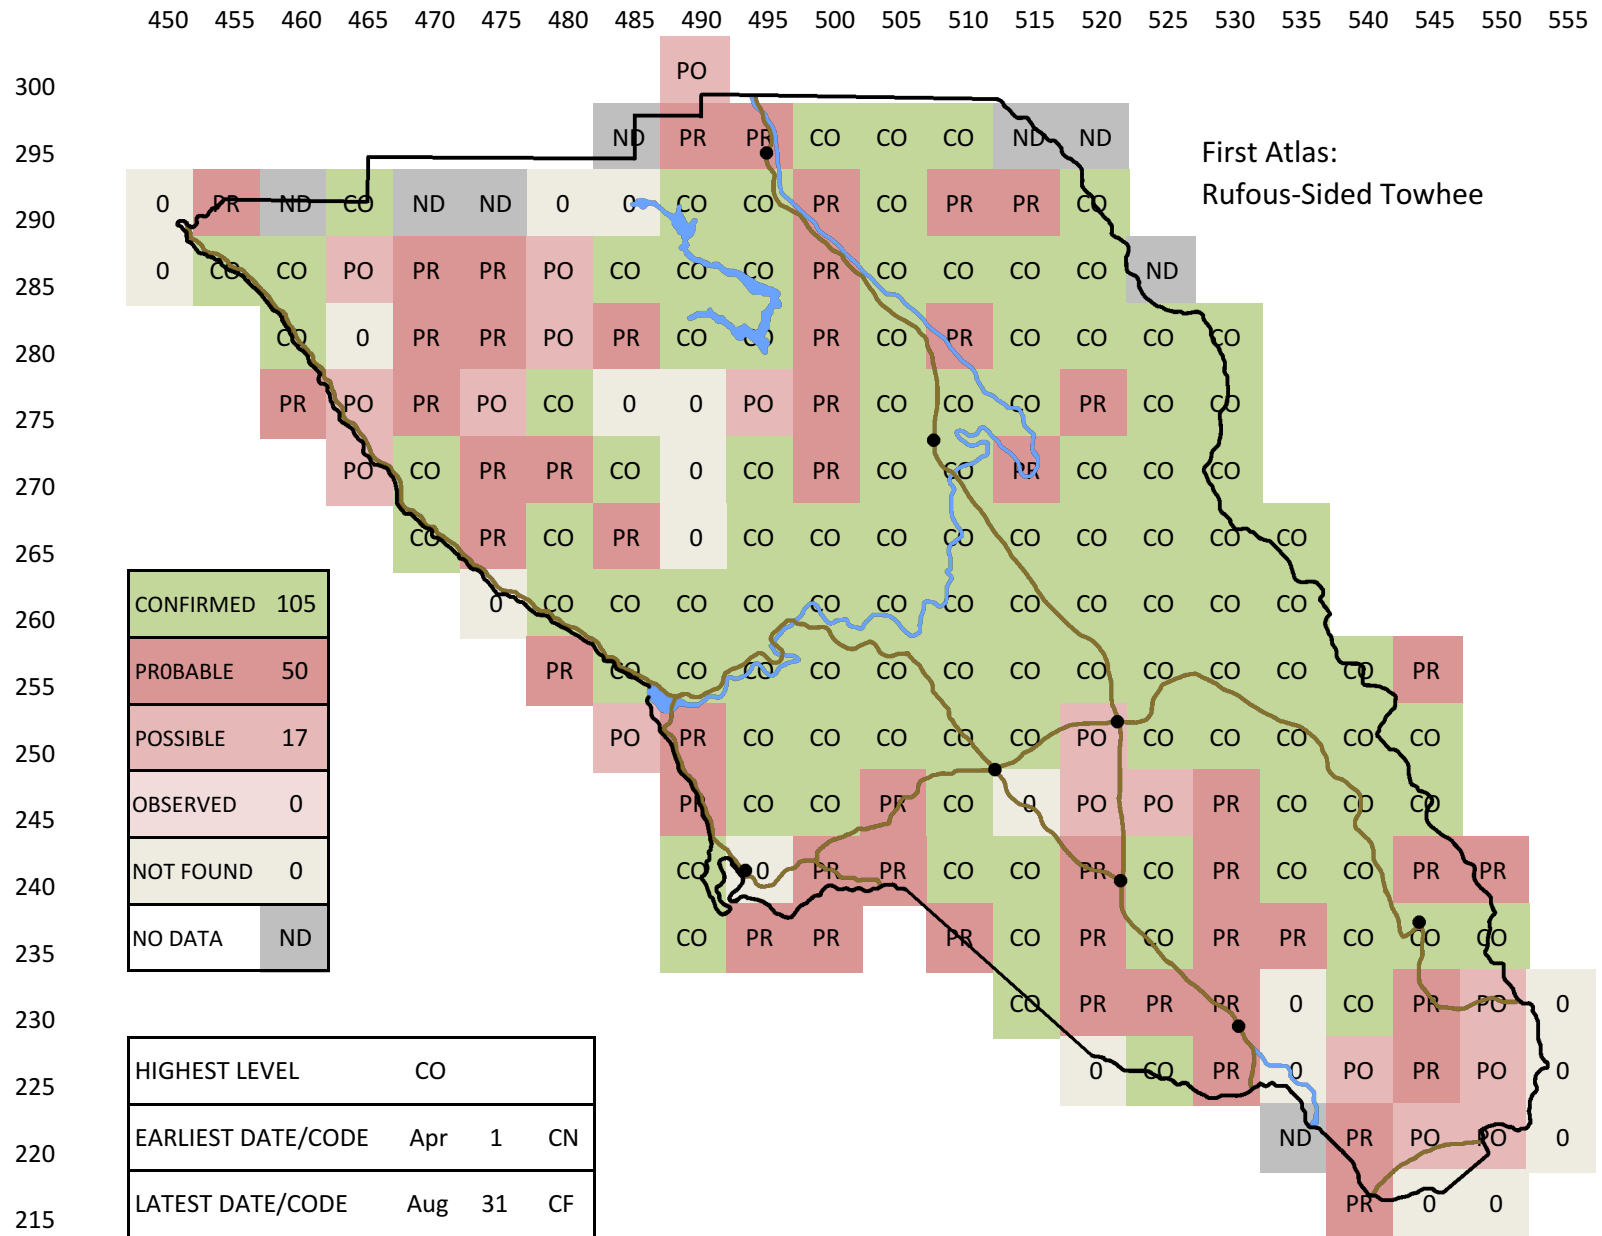 450 455 460 465 470 475 480 485 490 495 500 505 510 515 520 525 530 535 540 545 550 555
PO
300
ND PR PR CO CO CO ND ND
295
First Atlas:
Rufous-Sided Towhee
0 PR ND CO ND ND 0 0 CO CO PR CO PR PR CO
290
0 CO CO PO PR PR PO CO CO CO PR CO CO CO CO ND
285
CO 0 PR PR PO PR CO CO PR CO PR CO CO CO CO
280
PR PO PR PO CO 0 0 PO PR CO CO CO PR CO CO
275
PO CO PR PR CO 0 CO PR CO CO PR CO CO CO
270
CO PR CO PR 0 CO CO CO CO CO CO CO CO CO
265
0 CO CO CO CO CO CO CO CO CO CO CO CO
260
PR CO CO CO CO CO CO CO CO CO CO CO CO PR
255
PO PR CO CO CO CO CO PO CO CO CO CO CO
250
PR CO CO PR CO 0 PO PO PR CO CO CO
245
CO 0 PR PR CO CO PR CO PR CO CO PR PR
240
CO PR PR PR CO PR CO PR PR CO CO CO
235
CO PR PR PR 0 CO PR PO 0
230
0 CO PR 0 PO PR PO 0
225
ND PR PO PO 0
220
PR 0 0
215
CONFIRMED 105
PR0BABLE 50
POSSIBLE 17
OBSERVED 0
NOT FOUND 0
NO DATA ND
HIGHEST LEVEL CO
EARLIEST DATE/CODE Apr 1 CN
LATEST DATE/CODE Aug 31 CF